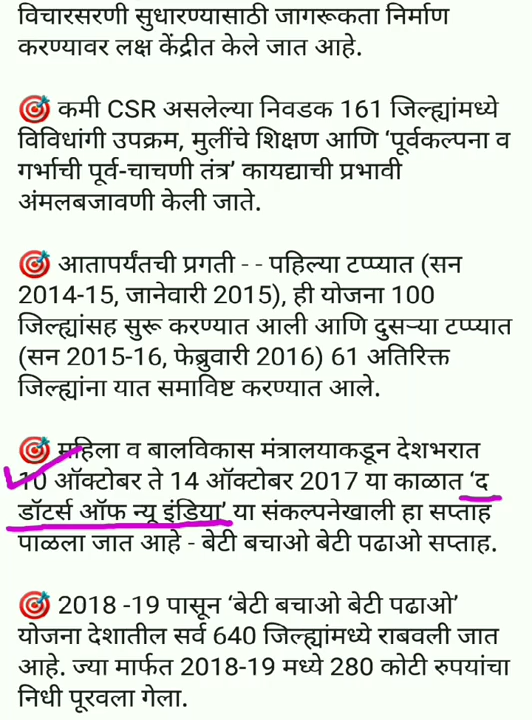 विचारसरणी सुधारण्यासाठी जागरूकता निर्माण
करण्यावर लक्ष केंद्रीत केले जात आहे.
🎯 कमी CSR असलेल्या निवडक 161 जिल्ह्यांमध्ये
विविधांगी उपक्रम, मुलींचे शिक्षण आणि 'पूर्वकल्पना व
गर्भाची पूर्व-चाचणी तंत्र' कायद्याची प्रभावी
अंमलबजावणी केली जाते.
🎯 आतापर्यंतची प्रगती - - पहिल्या टप्प्यात (सन
2014-15, जानेवारी 2015), ही योजना 100
जिल्ह्यांसह सुरू करण्यात आली आणि दुसऱ्या टप्प्यात
(सन 2015-16, फेब्रुवारी 2016) 61 अतिरिक्त
जिल्ह्यांना यात समाविष्ट करण्यात आले.
🎯 महिला व बालविकास मंत्रालयाकडून देशभरात
10 ऑक्टोबर ते 14 ऑक्टोबर 2017 या काळात 'द
डॉटर्स ऑफ न्यू इंडिया' या संकल्पनेखाली हा सप्ताह
पाळला जात आहे - बेटी बचाओ बेटी पढाओ सप्ताह.
🎯 2018 -19 पासून 'बेटी बचाओ बेटी पढाओ'
योजना देशातील सर्व 640 जिल्ह्यांमध्ये राबवली जात
आहे. ज्या मार्फत 2018-19 मध्ये 280 कोटी रुपयांचा
निधी पूरवला गेला.